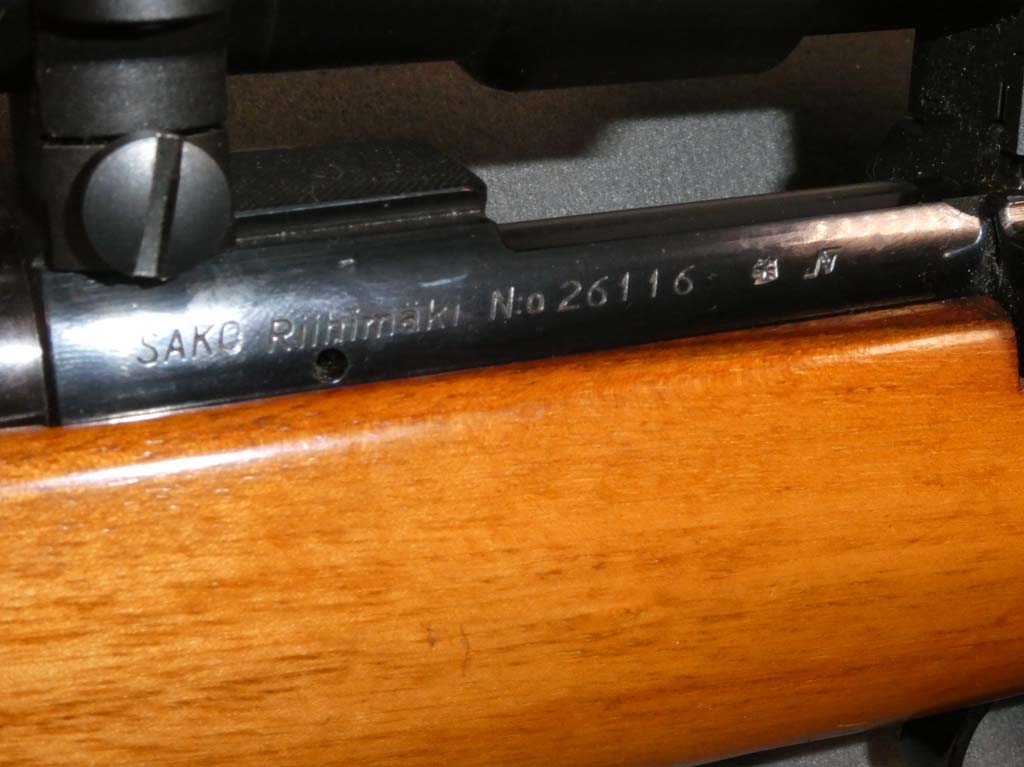 SAKO Riihimäki N:o 26116 N